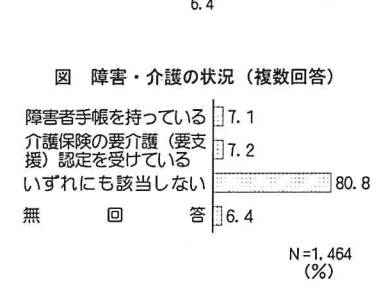 6.4
図 障害・介護の状況（複数回答）
障害者手帳を持っている 7.1
介護保険の要介護（要支
援）認定を受けている 7.2
いずれにも該当しない 80.8
無回答 6.4
N=1,464
(%)